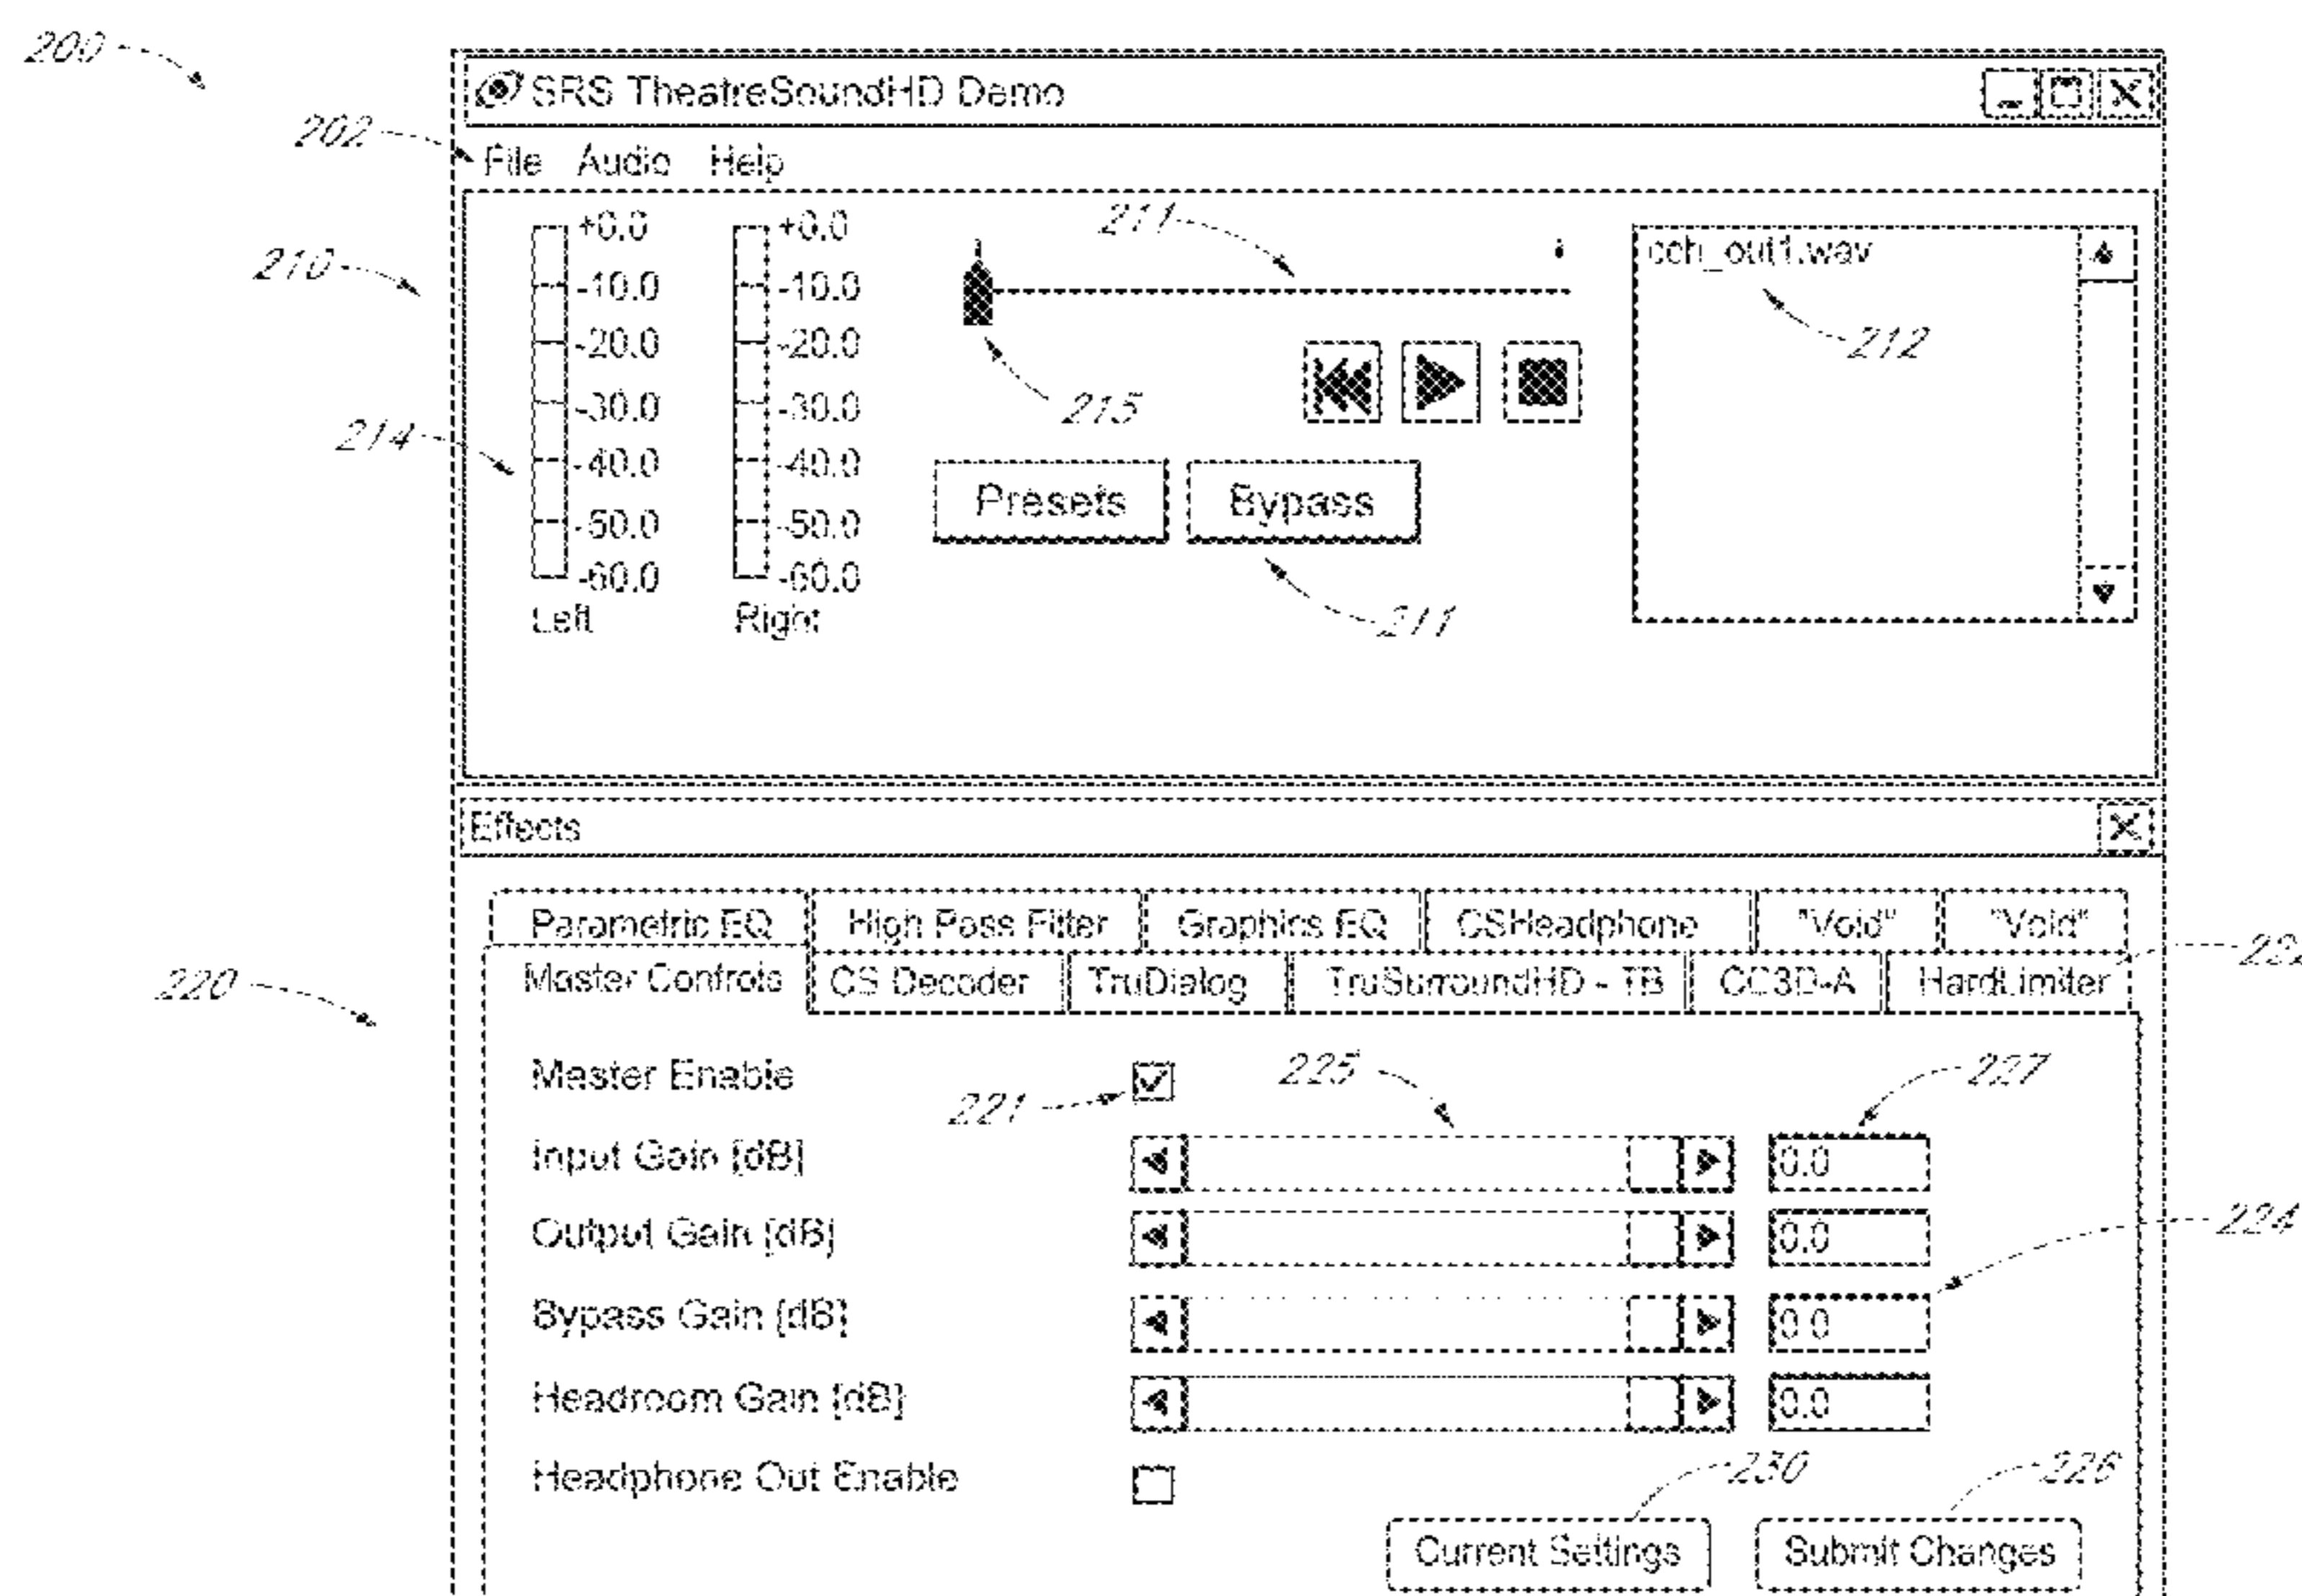 200
SRS TheatreSoundHD Demo
202
File Audio Help
+0.0 +0.0 211
cch_out1.wav
210
-10.0 -10.0
-20.0 -20.0 212
-30.0 -30.0 215
214
-40.0 -40.0
Presets Bypass
-50.0 -50.0
-60.0 -60.0
Left Right 211
Effects
Parametric EQ High Pass Filter Graphics EQ CSHeadphone "Void" "Void"
Master Controls CS Decoder TruDialog TruSurroundHD - TB CC3D-A HardLimiter
220
Master Enable 221 225 227
Input Gain [dB] 0.0
Output Gain [dB] 0.0 224
Bypass Gain [dB] 0.0
Headroom Gain [dB] 0.0
Headphone Out Enable 230 226
Current Settings Submit Changes